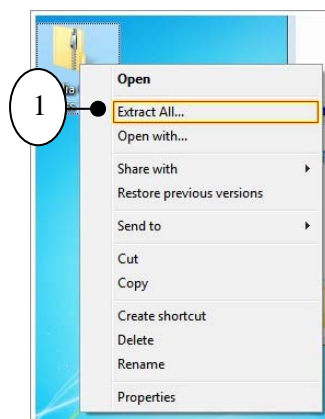 Open
1
Extract All...
Open with...
Share with
Restore previous versions
Send to
Cut
Copy
Create shortcut
Delete
Rename
Properties